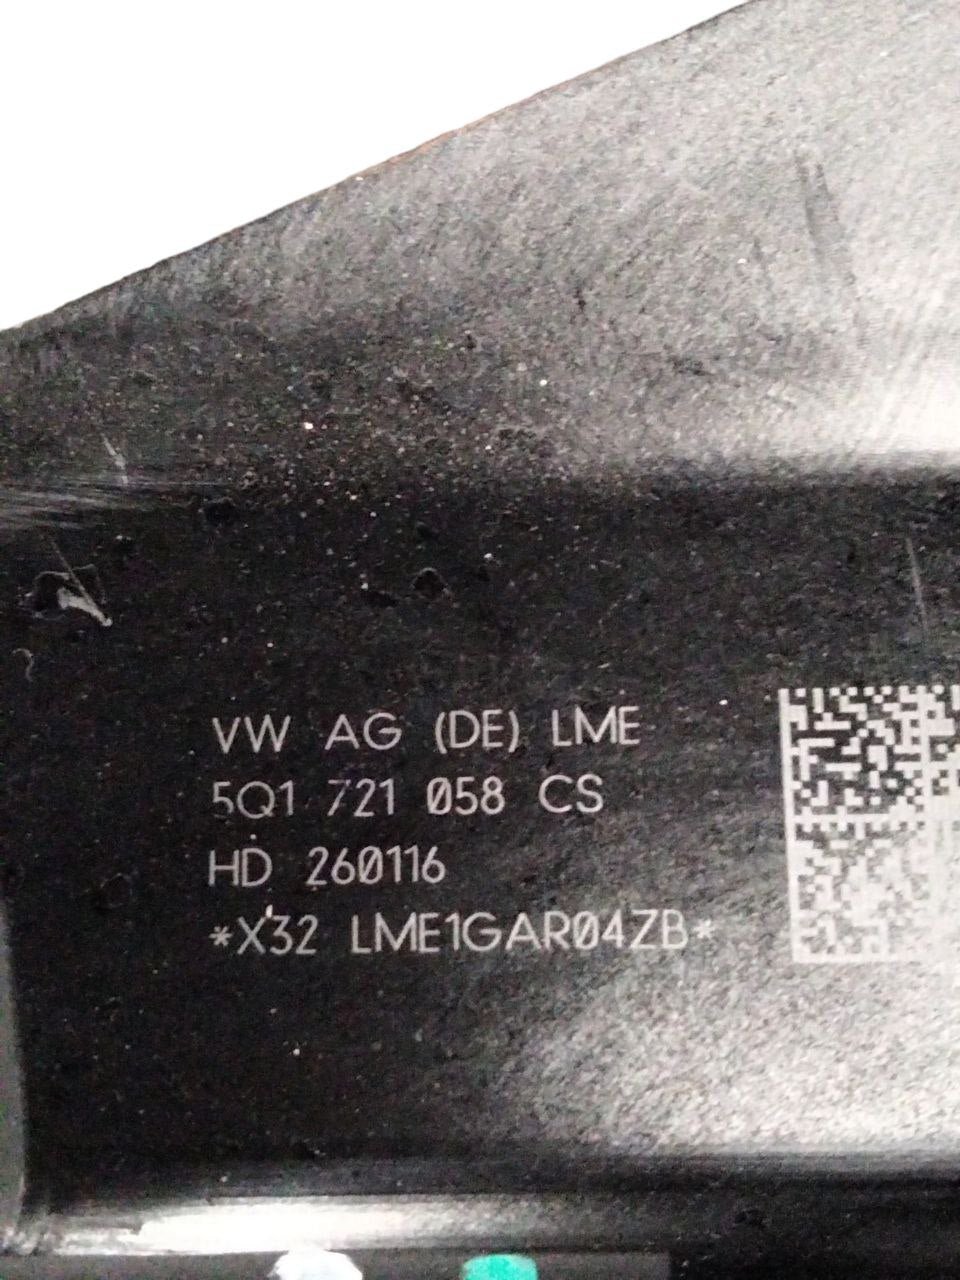 VW AG (DE) LME
5Q1 721 058 CS
HD 260116
*X32 LME1GAR04ZB*